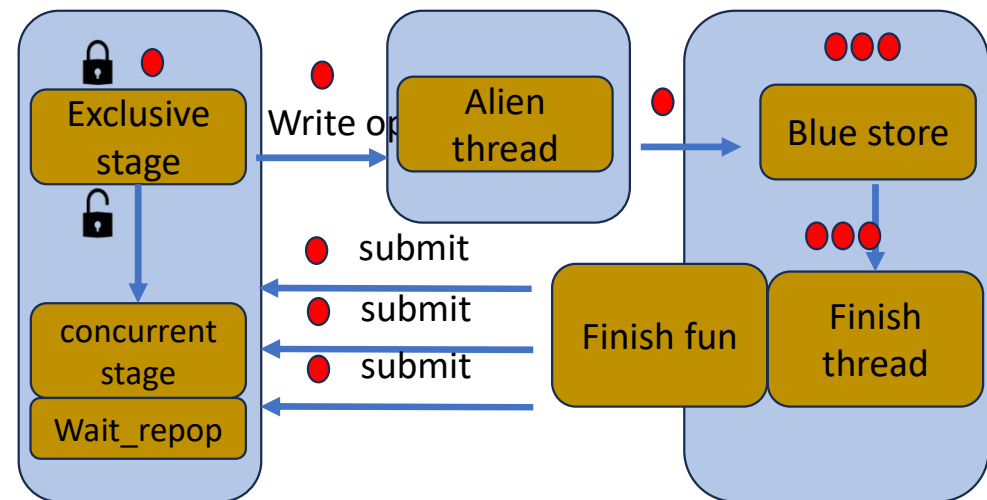 Exclusive
stage
Write op
Alien
thread
Blue store
submit
submit
submit
concurrent
stage
Wait_repop
Finish fun
Finish
thread